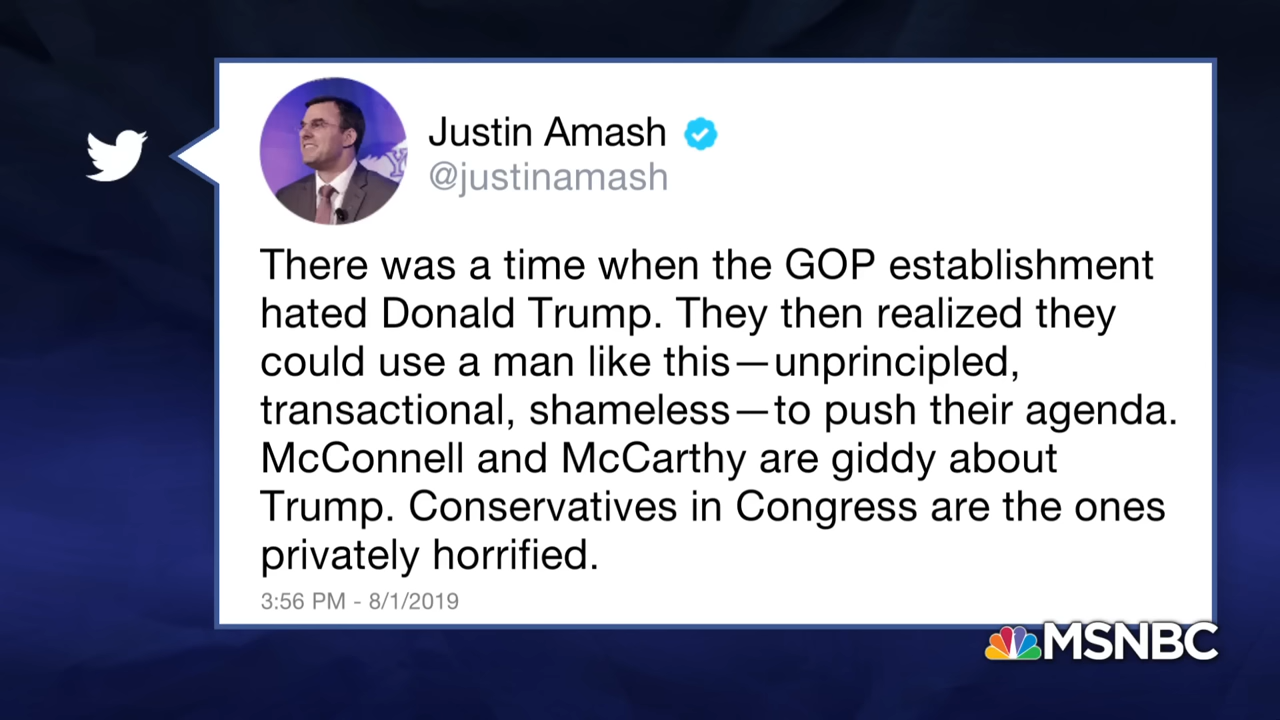 Justin Amash
@justinamash
There was a time when the GOP establishment
hated Donald Trump. They then realized they
could use a man like this—unprincipled,
transactional, shameless—to push their agenda.
McConnell and McCarthy are giddy about
Trump. Conservatives in Congress are the ones
privately horrified.
3:56 PM - 8/1/2019
MSNBC